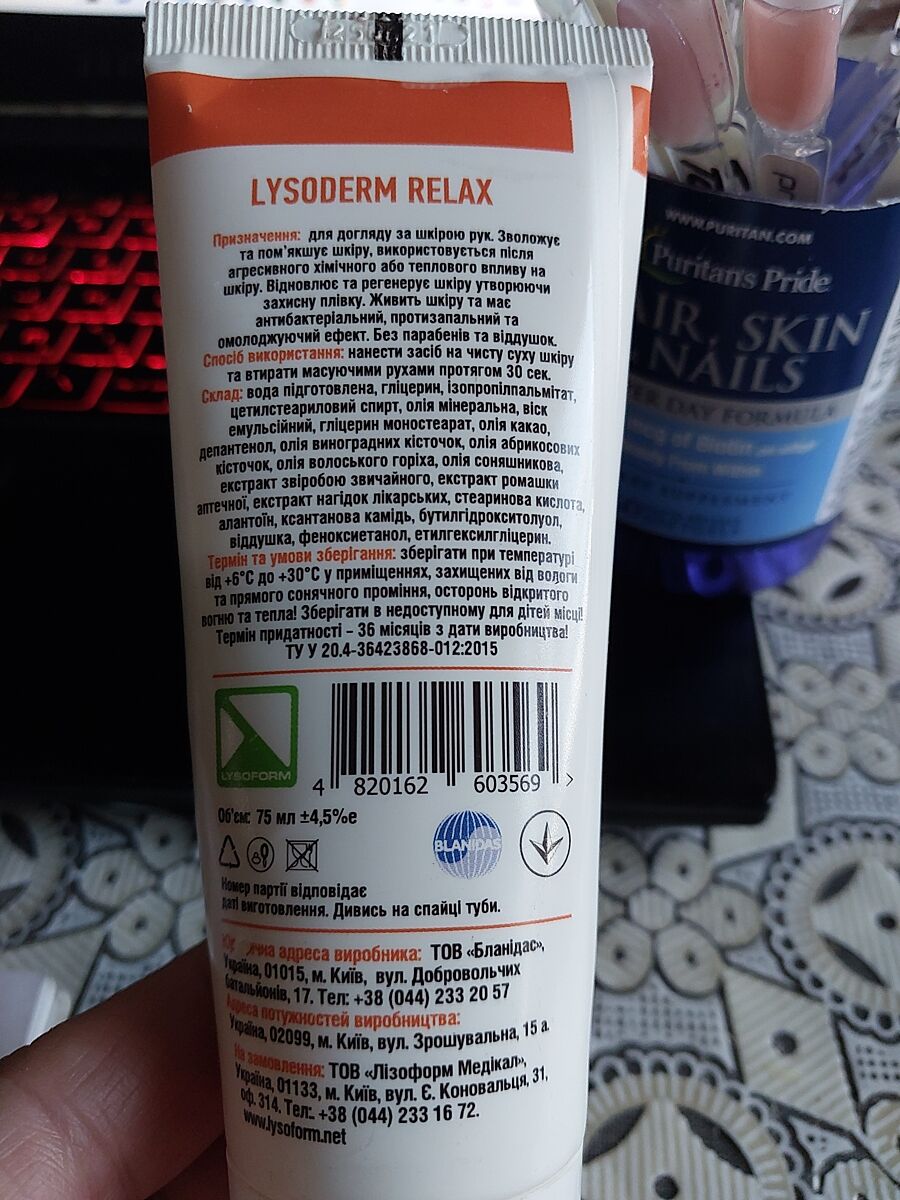 LYSODERM RELAX
Призначення: для догляду за шкірою рук. Зволожує
та пом'якшує шкіру, використовується після
агресивного хімічного або теплового впливу на
шкіру. Відновлює та регенерує шкіру утворюючи
захисну плівку. Живить шкіру та має
антибактеріальний, протизапальний та
омолоджуючий ефект. Без парабенів та віддушок.
Спосіб використання: нанести засіб на чисту суху шкіру
та втирати масуючими рухами протягом 30 сек.
Склад: вода підготовлена, гліцерин, ізопропілпальмітат,
цетилстеариловий спирт, олія мінеральна, віск
емульсійний, гліцерин моностеарат, олія какао,
депантенол, олія виноградних кісточок, олія абрикосових
кісточок, олія волоського горіха, олія соняшникова,
екстракт звіробою звичайного, екстракт ромашки
аптечної, екстракт нагідок лікарських, стеаринова кислота,
алантоїн, ксантанова камідь, бутилгідрокситолуол,
віддушка, феноксиетанол, етилгексилгліцерин.
Термін та умови зберігання: зберігати при температурі
від +6°C до +30°C у приміщеннях, захищених від вологи
та прямого сонячного проміння, осторонь відкритого
вогню та тепла! Зберігати в недоступному для дітей місці!
Термін придатності – 36 місяців з дати виробництва!
ТУ У 20.4-36423868-012:2015
LYSOFORM
4 820162 603569 >
Об'єм: 75 мл ±4,5%е
BLANIDAS
Номер партії відповідає
даті виготовлення. Дивись на спайці туби.
адреса виробника: ТОВ «Бланідас»,
Україна, 01015, м. Київ, вул. Добровольчих
батальйонів, 17. Тел: +38 (044) 233 20 57
Адреса потужностей виробництва:
Україна, 02099, м. Київ, вул. Зрошувальна, 15 а
На замовлення: ТОВ «Лізоформ Медікал»,
Україна, 01133, м. Київ, вул. Є. Коновальця, 31,
оф. 314. Тел.: +38 (044) 233 16 72.
www.lysoform.net
WWW.PURITAN.COM
Puritan's Pride
AIR, SKIN
NAILS
DAY FORMULA
of Biotin